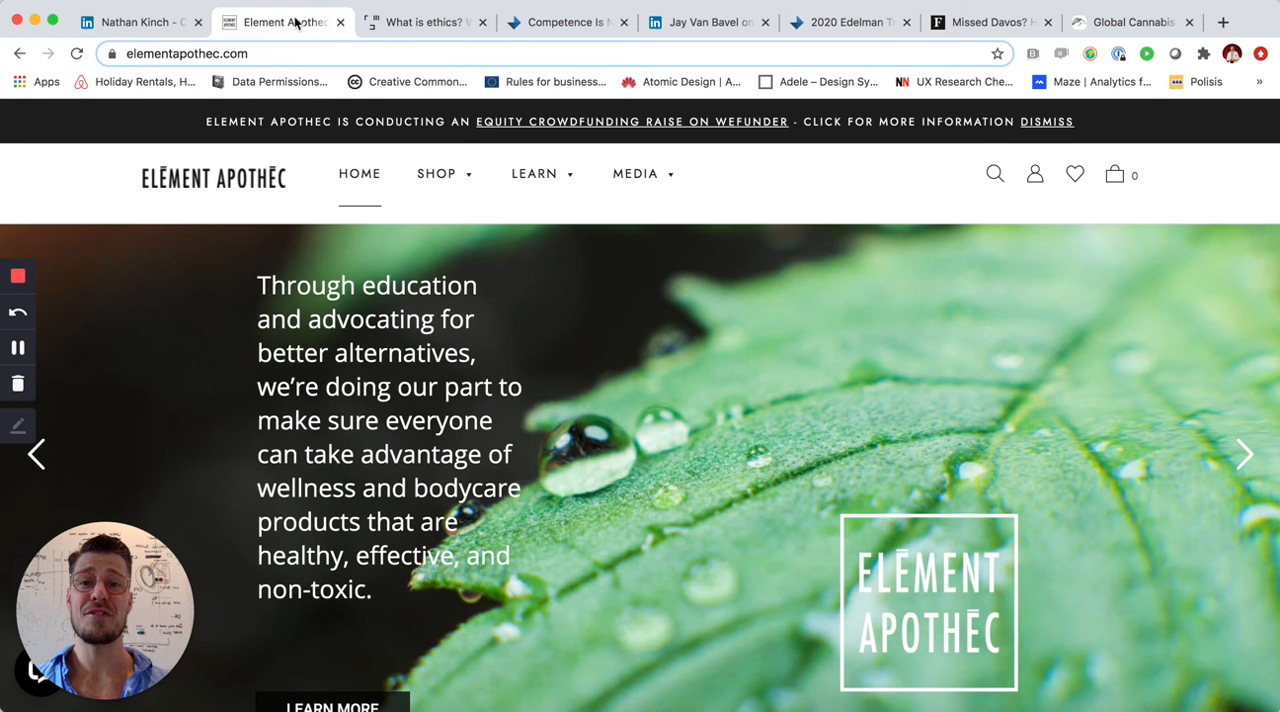 Nathan Kinch - C
Element Apothec
What is ethics? W
Competence Is N
Jay Van Bavel on
2020 Edelman T
Missed Davos? H
Global Cannabis
elementapothec.com
Apps
Holiday Rentals, H...
Data Permissions...
Creative Common...
Rules for business...
Atomic Design | A...
Adele – Design Sy...
NN UX Research Che...
Maze | Analytics f...
Polisis
»
ELEMENT APOTHEC IS CONDUCTING AN EQUITY CROWDFUNDING RAISE ON WEFUNDER - CLICK FOR MORE INFORMATION DISMISS
ELĒMENT APOTHĒC
HOME
SHOP
LEARN
MEDIA
0
Through education
and advocating for
better alternatives,
we're doing our part to
make sure everyone
can take advantage of
wellness and bodycare
products that are
healthy, effective, and
non-toxic.
ELĒMENT
APOTHĒC
LEARN MORE